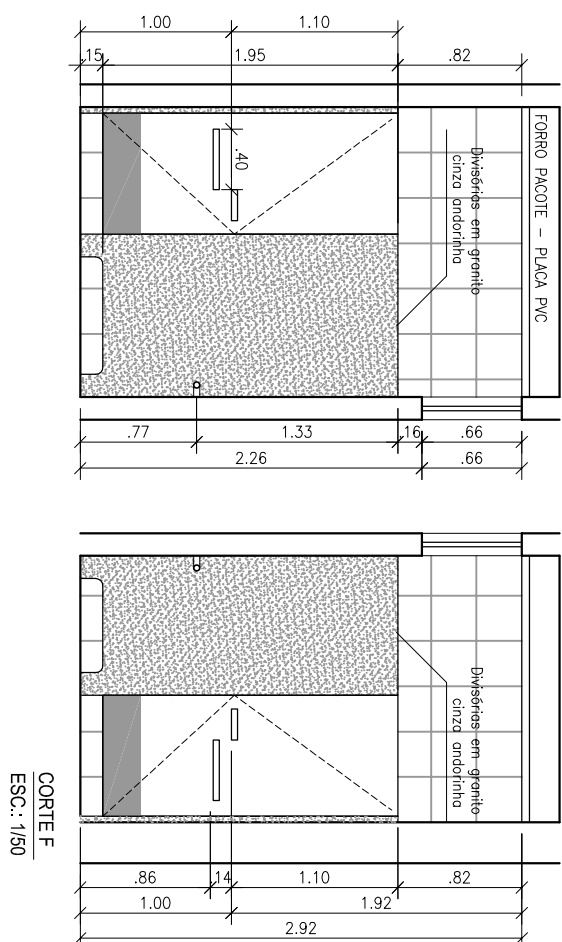 1.00
1.10
.15
1.95
.82
FORRO PACOTE - PLACA PVC
Divisórias em granito
cinza andorinha
.40
.77
1.33
.16
.66
2.26
.66
Divisórias em granito
cinza andorinha
.86
.14
1.10
.82
1.00
1.92
2.92
CORTE F
ESC.: 1/50